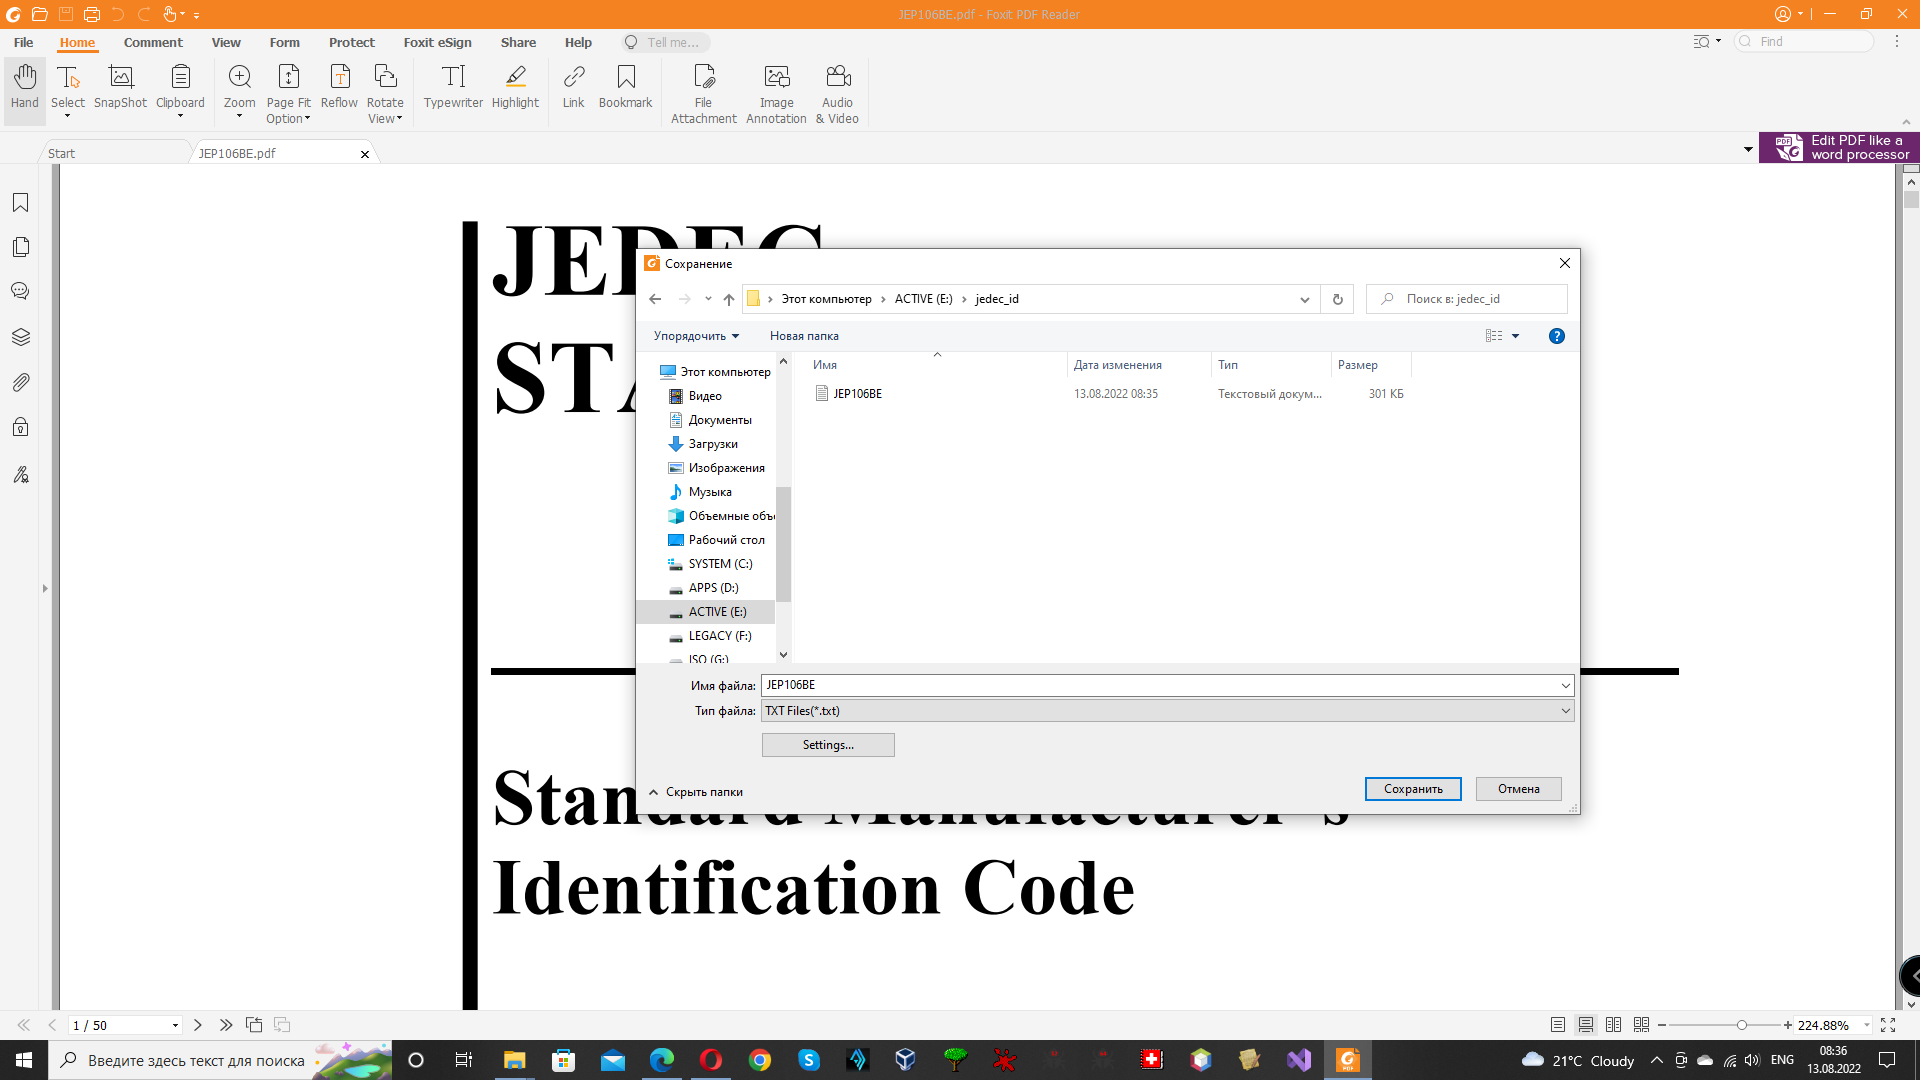 JEP106BE.pdf - Foxit PDF Reader
File Home Comment View Form Protect Foxit eSign Share Help Tell me... Find
Hand Select SnapShot Clipboard Zoom Page Fit Option Reflow Rotate View Typewriter Highlight Link Bookmark File Attachment Image Annotation Audio & Video
Start JEP106BE.pdf
Edit PDF like a
word processor
Сохранение
Этот компьютер ACTIVE (E:) jedec_id Поиск в: jedec_id
Упорядочить Новая папка
Имя Дата изменения Тип Размер
JEP106BE 13.08.2022 08:35 Текстовый докум... 301 КБ
Этот компьютер
Видео
Документы
Загрузки
Изображения
Музыка
Объемные объ
Рабочий стол
SYSTEM (C:)
APPS (D:)
ACTIVE (E:)
LEGACY (F:)
ISO (G:)
Имя файла: JEP106BE
Тип файла: TXT Files(*.txt)
Settings...
Скрыть папки Сохранить Отмена
JEDEC
STA
Standard Manufacturer's
Identification Code
1 / 50 224.88%
Введите здесь текст для поиска 21°C Cloudy ENG 08:36
13.08.2022